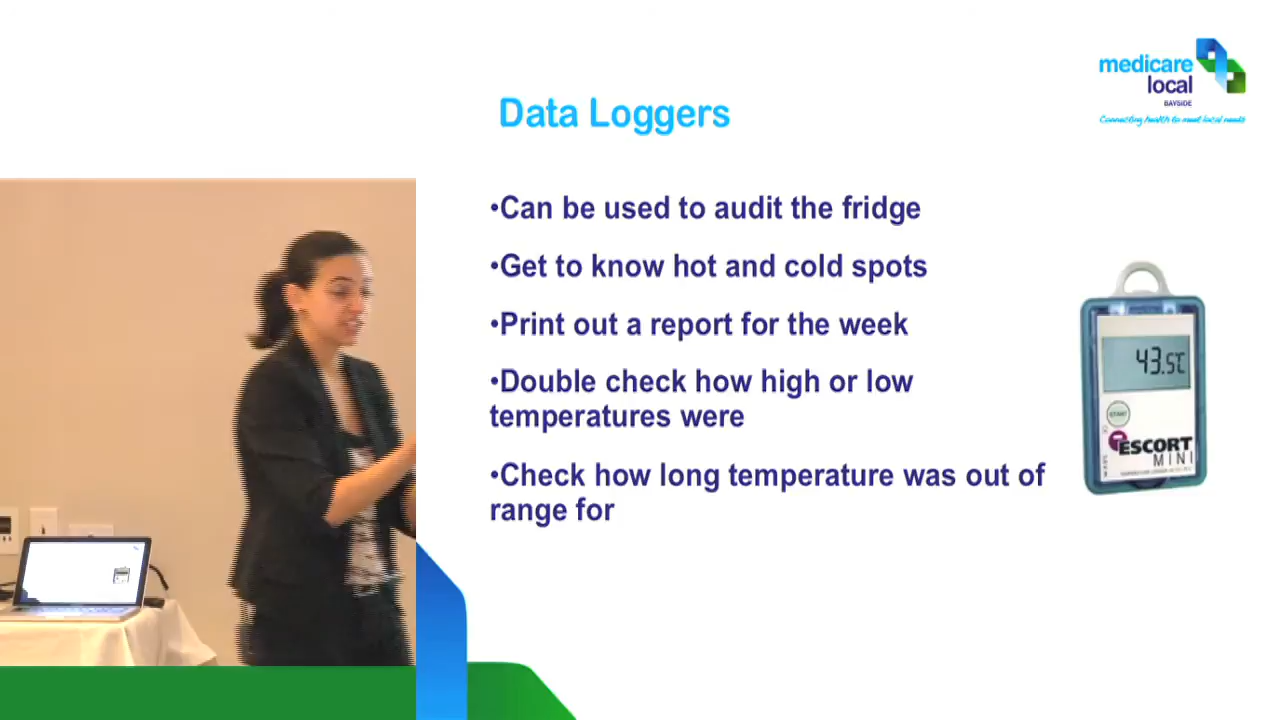 medicare
local
BAYSIDE
Connecting health to meet local needs
Data Loggers
•Can be used to audit the fridge
•Get to know hot and cold spots
•Print out a report for the week
•Double check how high or low
temperatures were
•Check how long temperature was out of
range for
43.5℃
START
ESCORT
MINI